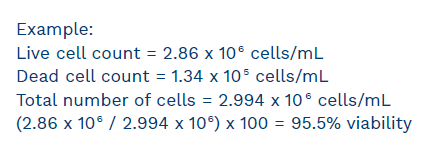 Example:
Live cell count = 2.86 x 10⁶ cells/mL
Dead cell count = 1.34 x 10⁵ cells/mL
Total number of cells = 2.994 x 10⁶ cells/mL
(2.86 x 10⁶ / 2.994 x 10⁶) x 100 = 95.5% viability